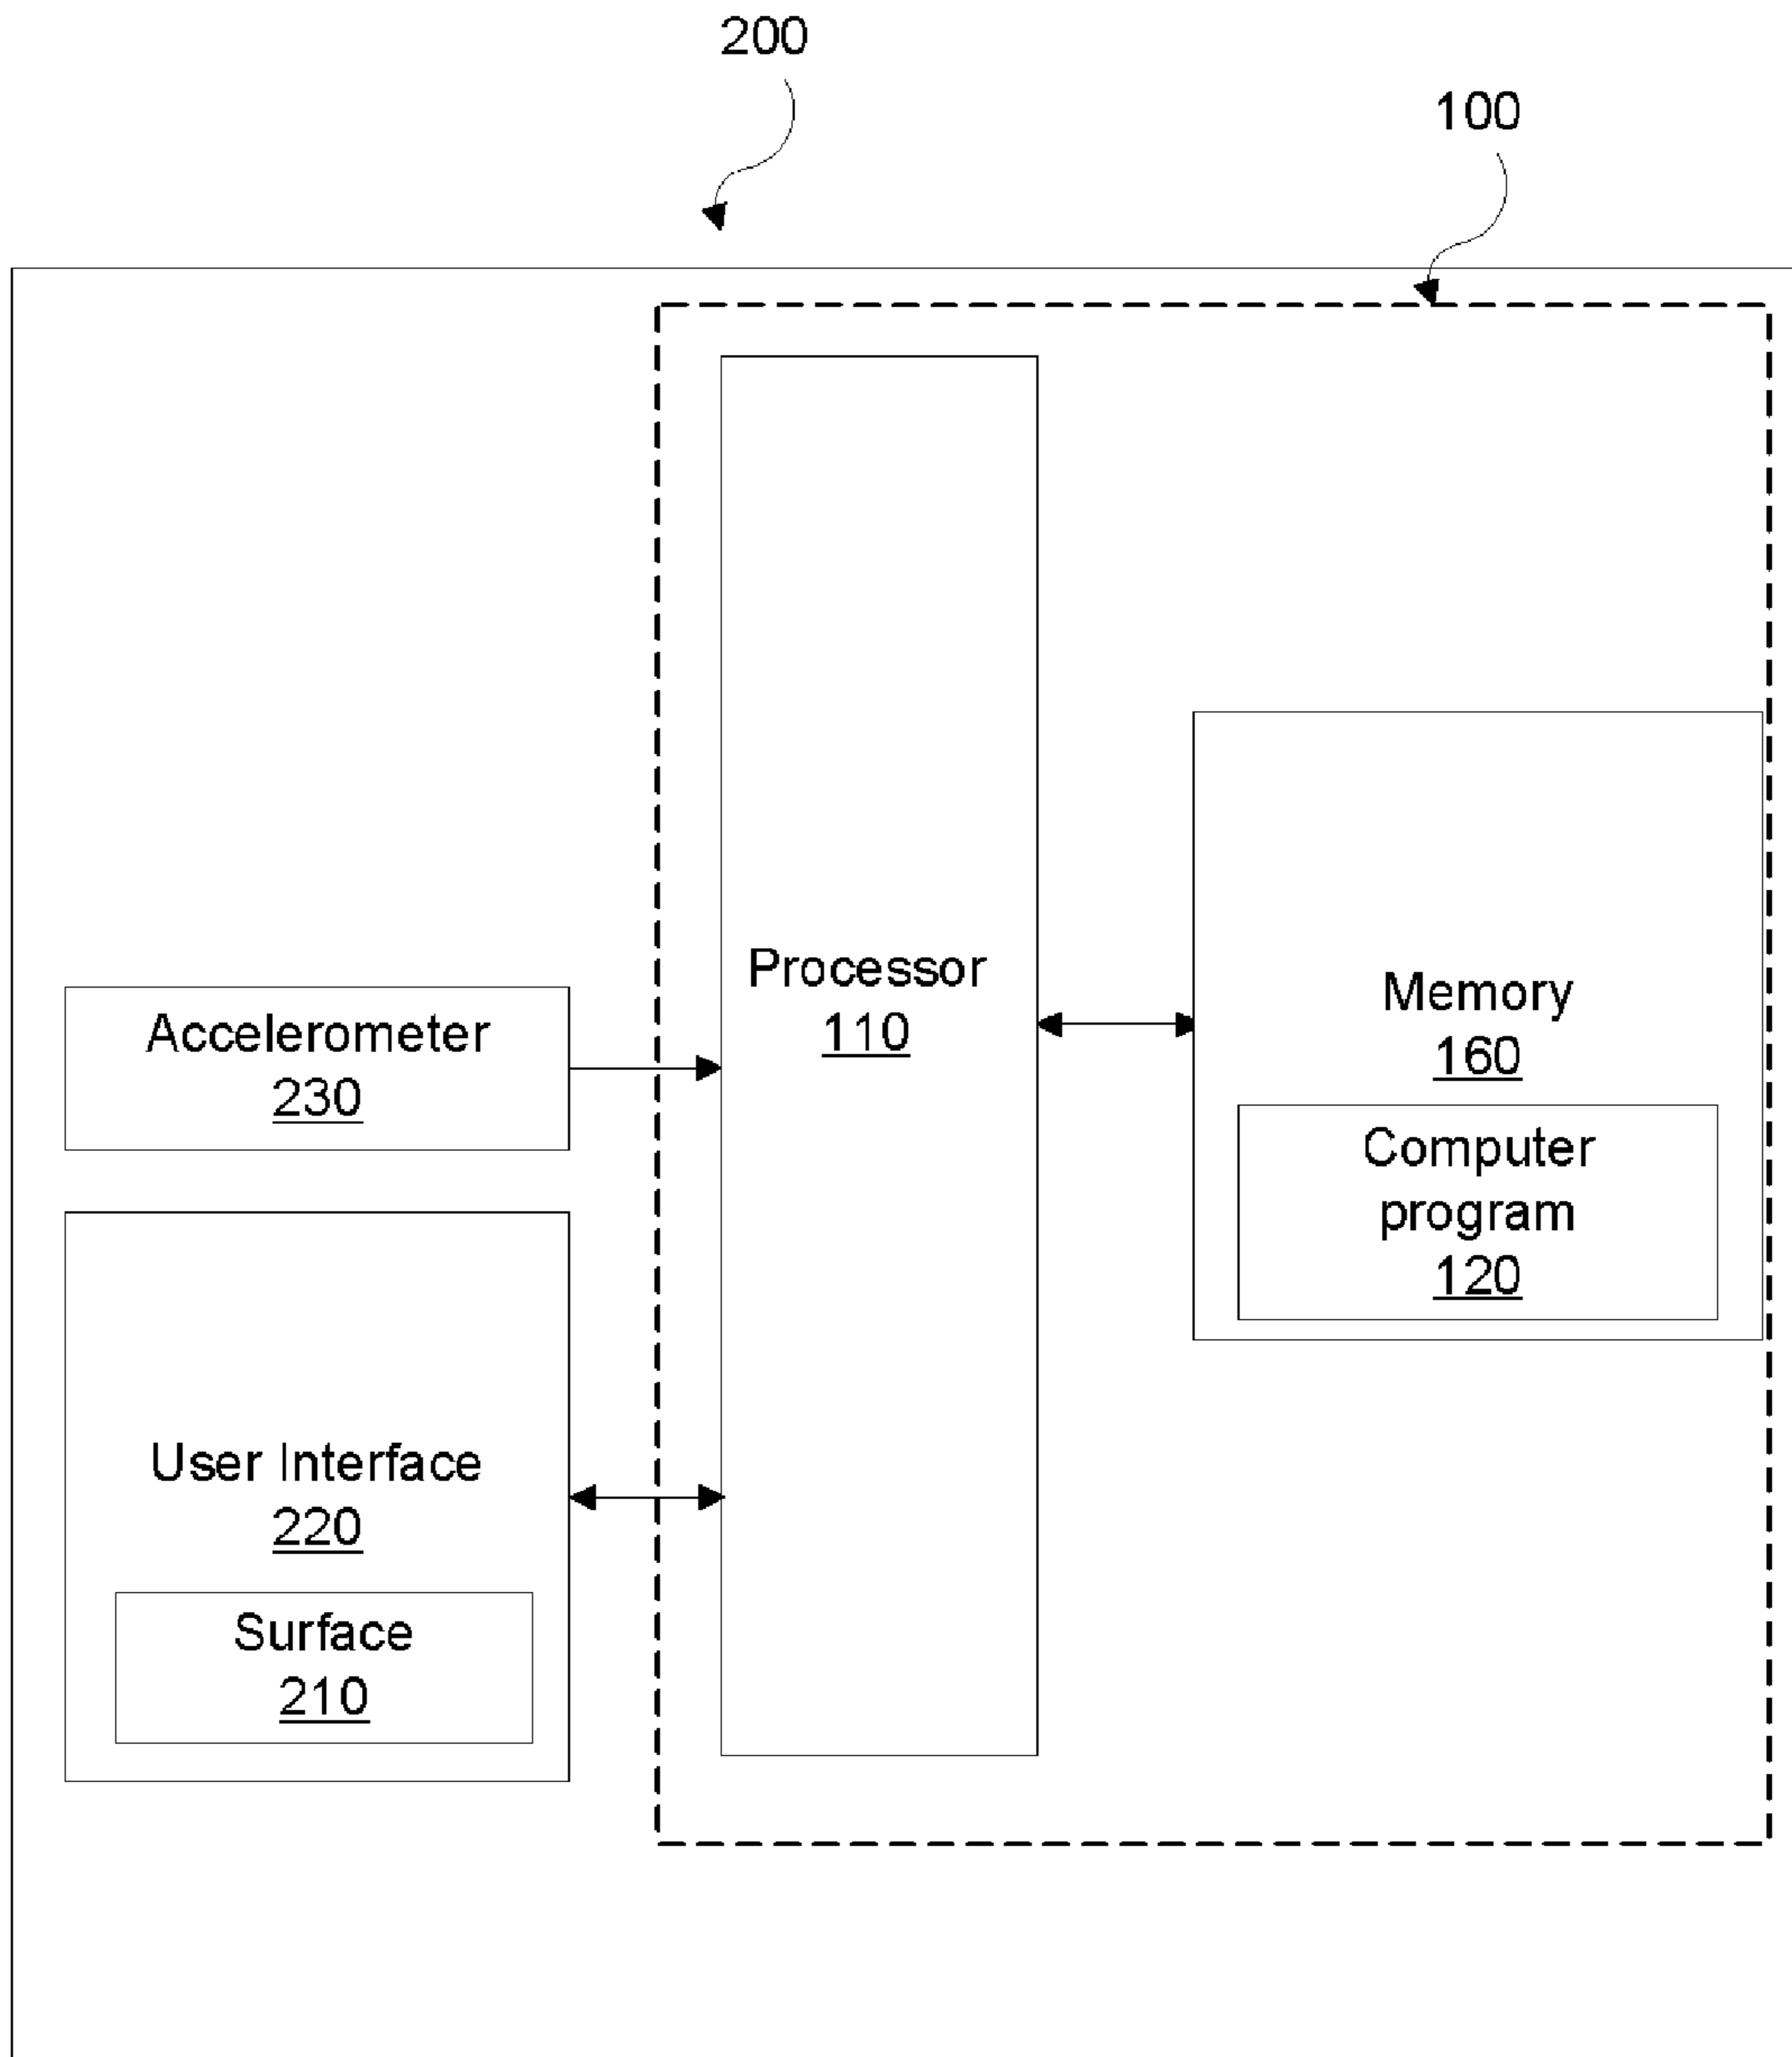 200
100
Processor
110
Memory
160
Accelerometer
230
Computer
program
120
User Interface
220
Surface
210